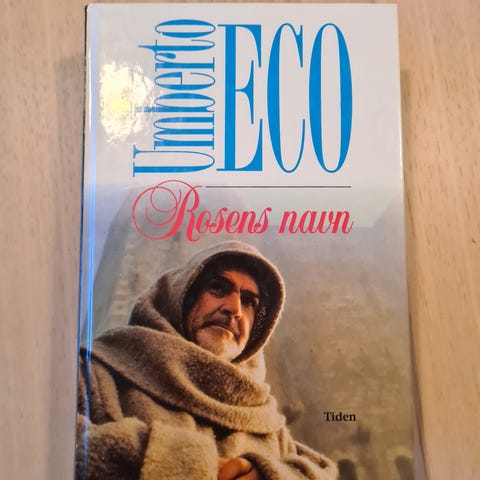 Umberto
ECO
Rosens navn
Tiden